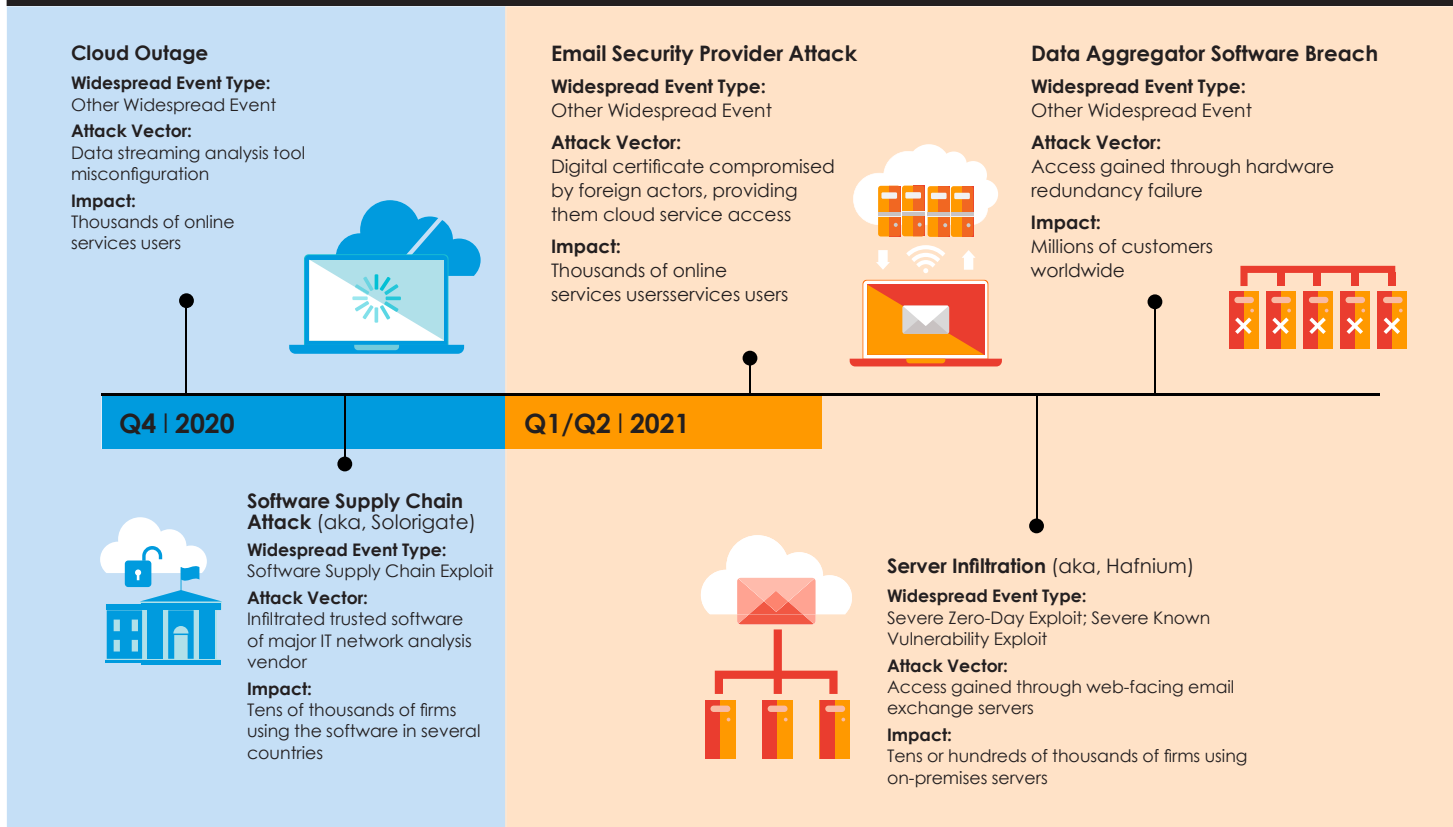 Cloud Outage
Widespread Event Type:
Other Widespread Event
Attack Vector:
Data streaming analysis tool
misconfiguration
Impact:
Thousands of online
services users
Email Security Provider Attack
Widespread Event Type:
Other Widespread Event
Attack Vector:
Digital certificate compromised
by foreign actors, providing
them cloud service access
Impact:
Thousands of online
services usersservices users
Data Aggregator Software Breach
Widespread Event Type:
Other Widespread Event
Attack Vector:
Access gained through hardware
redundancy failure
Impact:
Millions of customers
worldwide
Q4 | 2020
Q1/Q2 | 2021
Software Supply Chain
Attack (aka, Solorigate)
Widespread Event Type:
Software Supply Chain Exploit
Attack Vector:
Infiltrated trusted software
of major IT network analysis
vendor
Impact:
Tens of thousands of firms
using the software in several
countries
Server Infiltration (aka, Hafnium)
Widespread Event Type:
Severe Zero-Day Exploit; Severe Known
Vulnerability Exploit
Attack Vector:
Access gained through web-facing email
exchange servers
Impact:
Tens or hundreds of thousands of firms using
on-premises servers